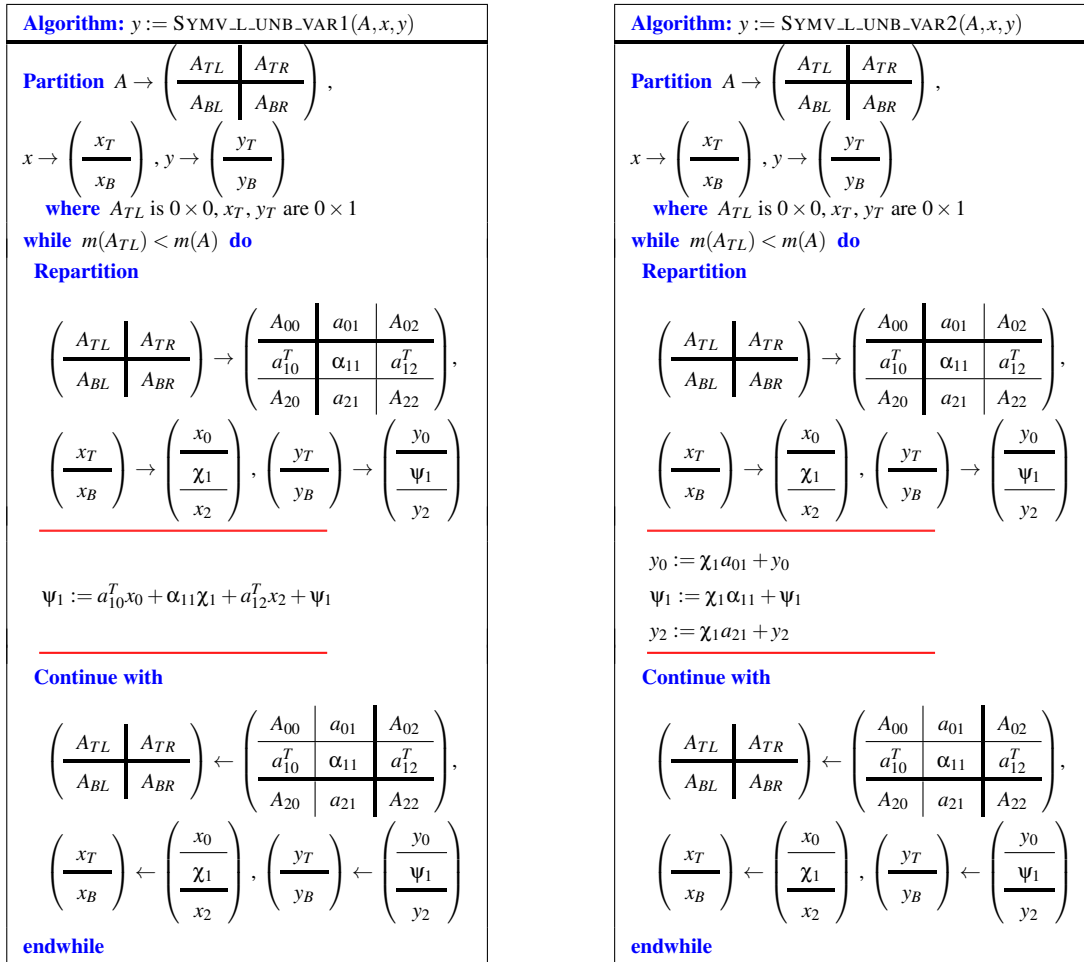 Algorithm: y := SYMV_L_UNB_VAR1(A,x,y)
Partition A → ( A_TL | A_TR
A_BL | A_BR ) ,
x → ( x_T
x_B ) , y → ( y_T
y_B )
where A_TL is 0 × 0, x_T, y_T are 0 × 1
while m(A_TL) < m(A) do
Repartition
( A_TL | A_TR
A_BL | A_BR ) → ( A_00 | a_01 | A_02
a_10^T | α_11 | a_12^T
A_20 | a_21 | A_22 ),
( x_T
x_B ) → ( x_0
χ_1
x_2 ) , ( y_T
y_B ) → ( y_0
ψ_1
y_2 )
ψ_1 := a_10^T x_0 + α_11 χ_1 + a_12^T x_2 + ψ_1
Continue with
( A_TL | A_TR
A_BL | A_BR ) ← ( A_00 | a_01 | A_02
a_10^T | α_11 | a_12^T
A_20 | a_21 | A_22 ),
( x_T
x_B ) ← ( x_0
χ_1
x_2 ) , ( y_T
y_B ) ← ( y_0
ψ_1
y_2 )
endwhile
Algorithm: y := SYMV_L_UNB_VAR2(A,x,y)
Partition A → ( A_TL | A_TR
A_BL | A_BR ) ,
x → ( x_T
x_B ) , y → ( y_T
y_B )
where A_TL is 0 × 0, x_T, y_T are 0 × 1
while m(A_TL) < m(A) do
Repartition
( A_TL | A_TR
A_BL | A_BR ) → ( A_00 | a_01 | A_02
a_10^T | α_11 | a_12^T
A_20 | a_21 | A_22 ),
( x_T
x_B ) → ( x_0
χ_1
x_2 ) , ( y_T
y_B ) → ( y_0
ψ_1
y_2 )
y_0 := χ_1 a_01 + y_0
ψ_1 := χ_1 α_11 + ψ_1
y_2 := χ_1 a_21 + y_2
Continue with
( A_TL | A_TR
A_BL | A_BR ) ← ( A_00 | a_01 | A_02
a_10^T | α_11 | a_12^T
A_20 | a_21 | A_22 ),
( x_T
x_B ) ← ( x_0
χ_1
x_2 ) , ( y_T
y_B ) ← ( y_0
ψ_1
y_2 )
endwhile